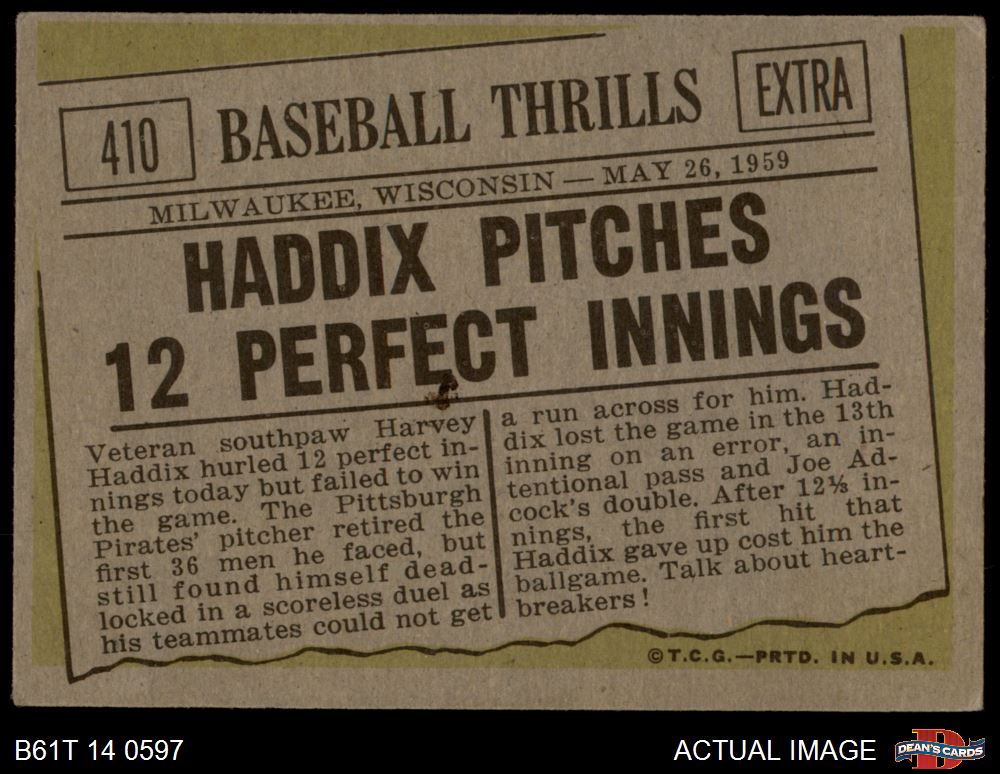 410
BASEBALL THRILLS
EXTRA
MILWAUKEE, WISCONSIN — MAY 26, 1959
HADDIX PITCHES
12 PERFECT INNINGS
Veteran southpaw Harvey
Haddix hurled 12 perfect in-
nings today but failed to win
the game. The Pittsburgh
Pirates' pitcher retired the
first 36 men he faced, but
still found himself dead-
locked in a scoreless duel as
his teammates could not get
a run across for him. Had-
dix lost the game in the 13th
inning on an error, an in-
tentional pass and Joe Ad-
cock's double. After 12⅓ in-
nings, the first hit that
Haddix gave up cost him the
ballgame. Talk about heart-
breakers!
©T.C.G.—PRTD. IN U.S.A.
B61T 14 0597
ACTUAL IMAGE
DEAN'S CARDS